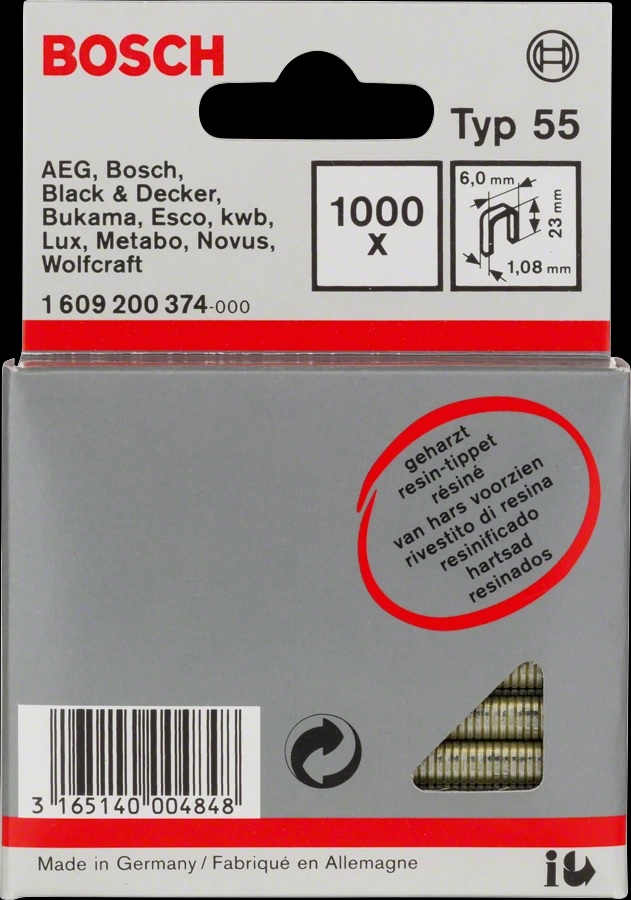 BOSCH
Typ 55
AEG, Bosch,
Black & Decker,
Bukama, Esco, kwb,
Lux, Metabo, Novus,
Wolfcraft
1 609 200 374-000
1000
x
6,0 mm
23 mm
1,08 mm
geharzt
resin-tippet
résiné
van hars voorzien
rivestito di resina
resinificado
hartsad
resinados
3 165140 004848
Made in Germany / Fabriqué en Allemagne